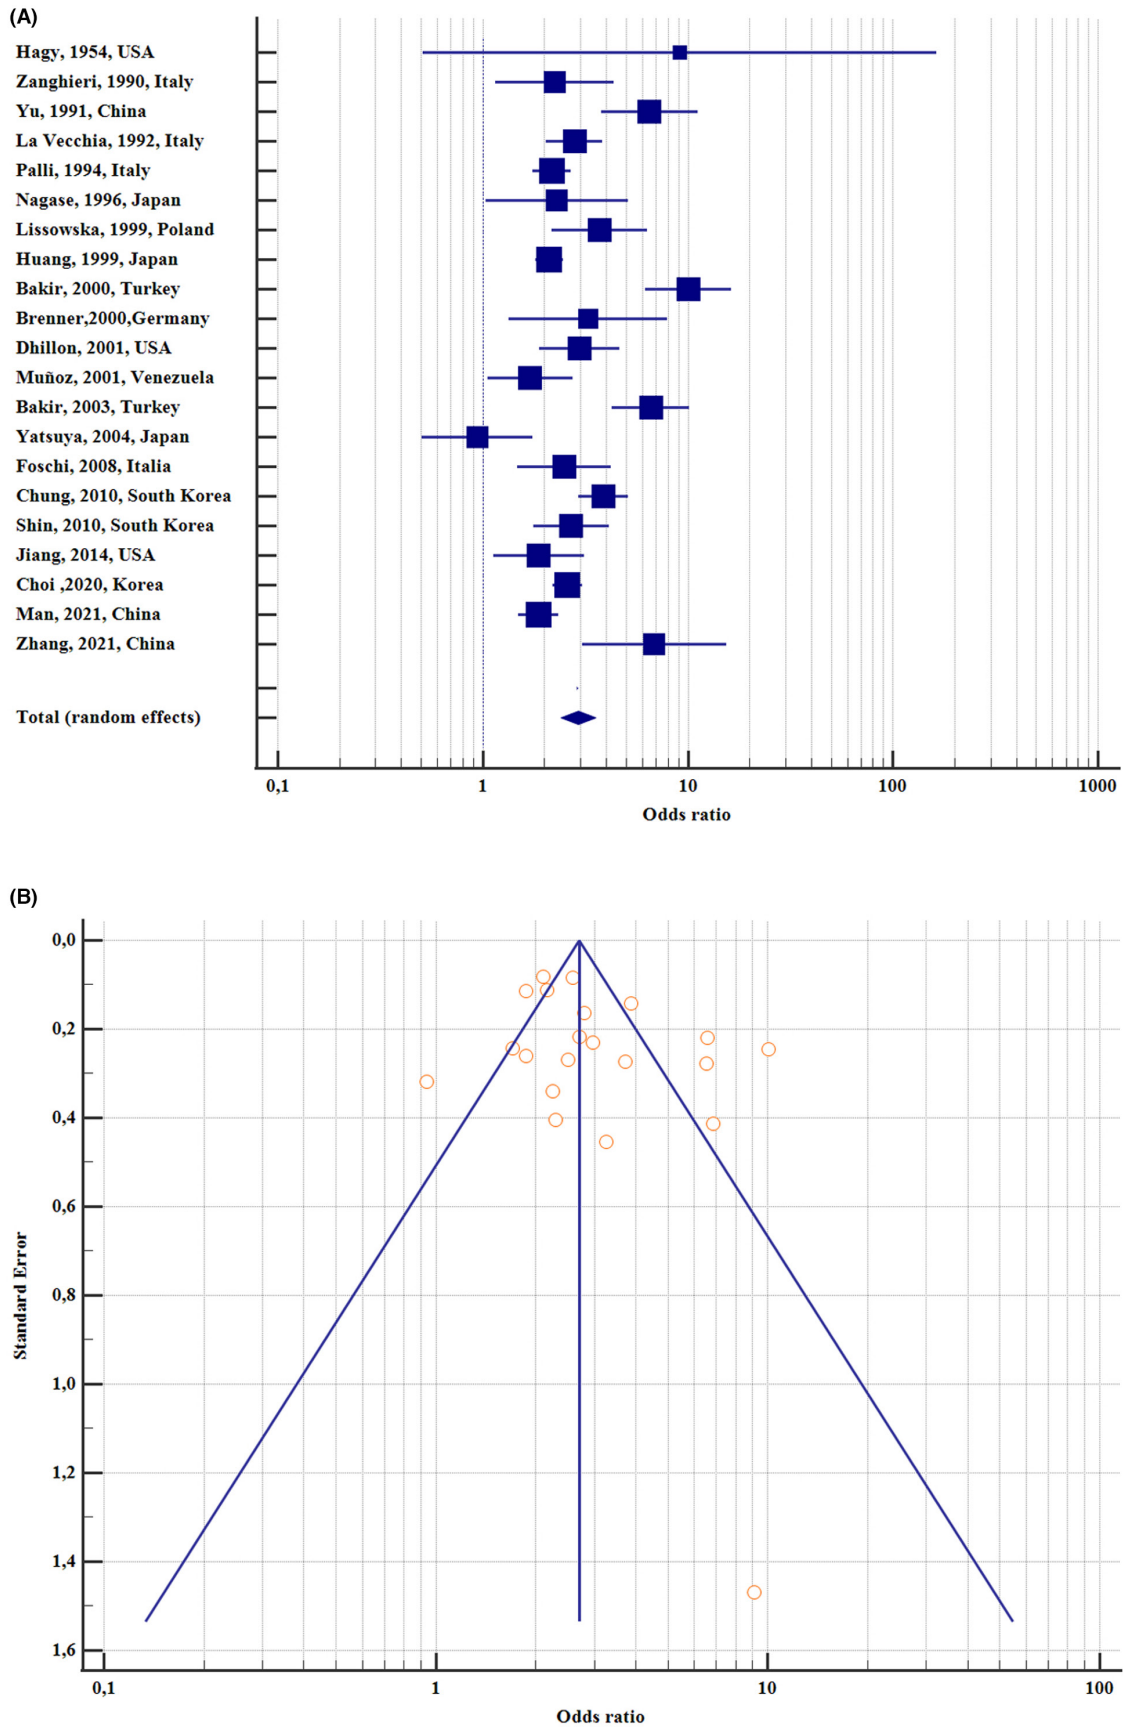 (A)
Hagy, 1954, USA
Zanghieri, 1990, Italy
Yu, 1991, China
La Vecchia, 1992, Italy
Palli, 1994, Italy
Nagase, 1996, Japan
Lissowska, 1999, Poland
Huang, 1999, Japan
Bakir, 2000, Turkey
Brenner,2000,Germany
Dhillon, 2001, USA
Muñoz, 2001, Venezuela
Bakir, 2003, Turkey
Yatsuya, 2004, Japan
Foschi, 2008, Italia
Chung, 2010, South Korea
Shin, 2010, South Korea
Jiang, 2014, USA
Choi ,2020, Korea
Man, 2021, China
Zhang, 2021, China
Total (random effects)
0,1 1 10 100 1000
Odds ratio
(B)
0,0
0,2
0,4
0,6
0,8
1,0
1,2
1,4
1,6
Standard Error
0,1 1 10 100
Odds ratio